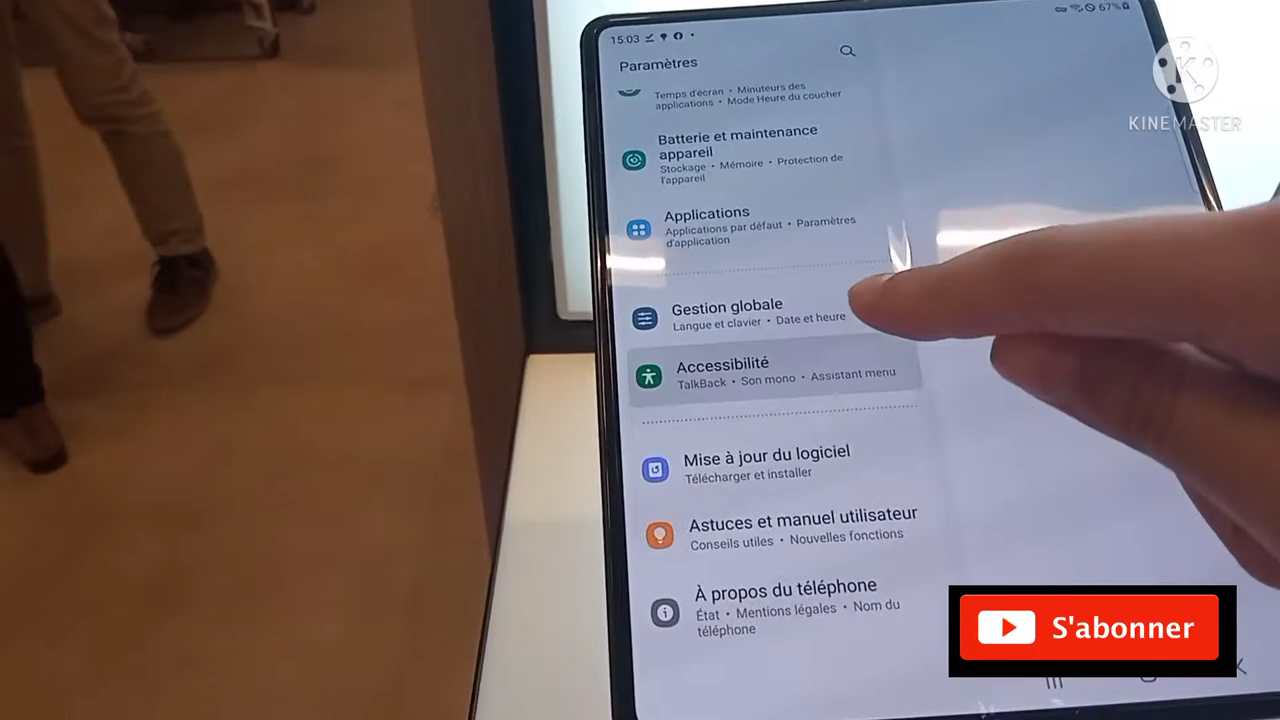 15:03
67%
Paramètres
Temps d'écran • Minuteurs des
applications • Mode Heure du coucher
Batterie et maintenance
appareil
Stockage • Mémoire • Protection de
l'appareil
Applications
Applications par défaut • Paramètres
d'application
Gestion globale
Langue et clavier • Date et heure
Accessibilité
TalkBack • Son mono • Assistant menu
Mise à jour du logiciel
Télécharger et installer
Astuces et manuel utilisateur
Conseils utiles • Nouvelles fonctions
À propos du téléphone
État • Mentions légales • Nom du
téléphone
K
KINEMASTER
S'abonner